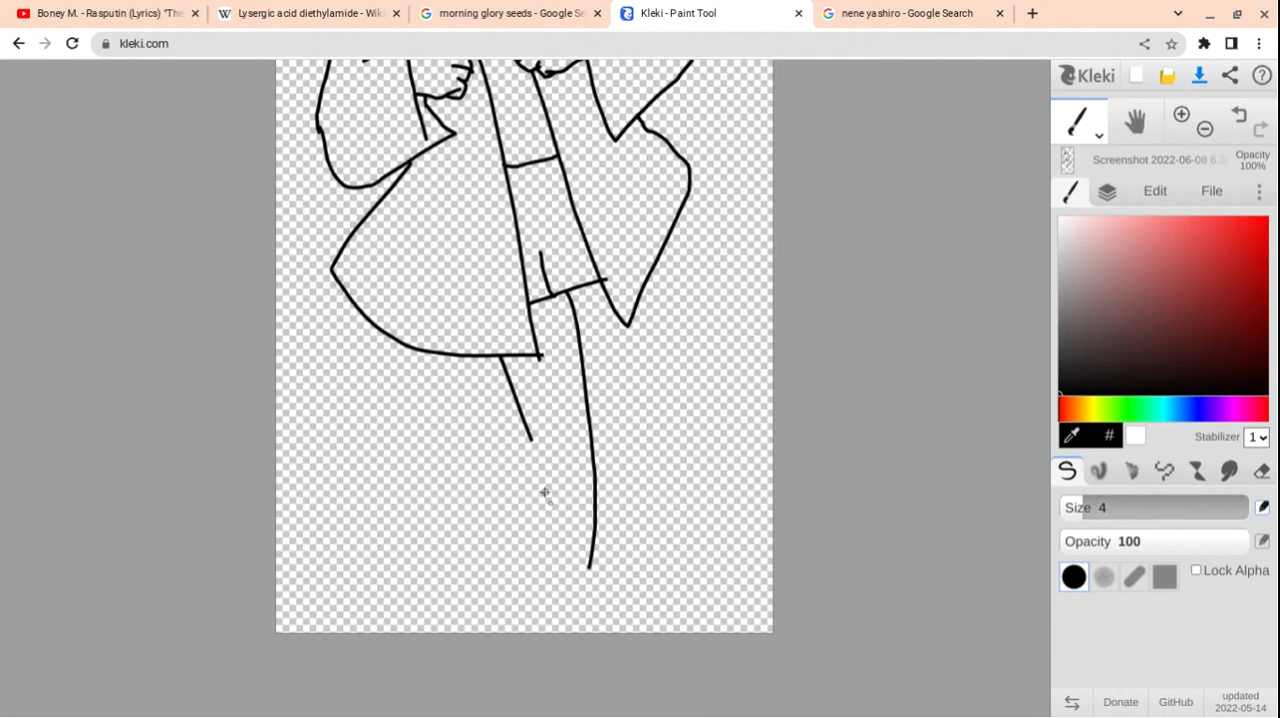 Boney M. - Rasputin (Lyrics) "The
Lysergic acid diethylamide - Wiki
morning glory seeds - Google Se
Kleki - Paint Tool
nene yashiro - Google Search
kleki.com
Kleki
Screenshot 2022-06-08 6.3
Opacity
100%
Edit
File
#
Stabilizer 1
Size 4
Opacity 100
Lock Alpha
Donate
GitHub
updated
2022-05-14